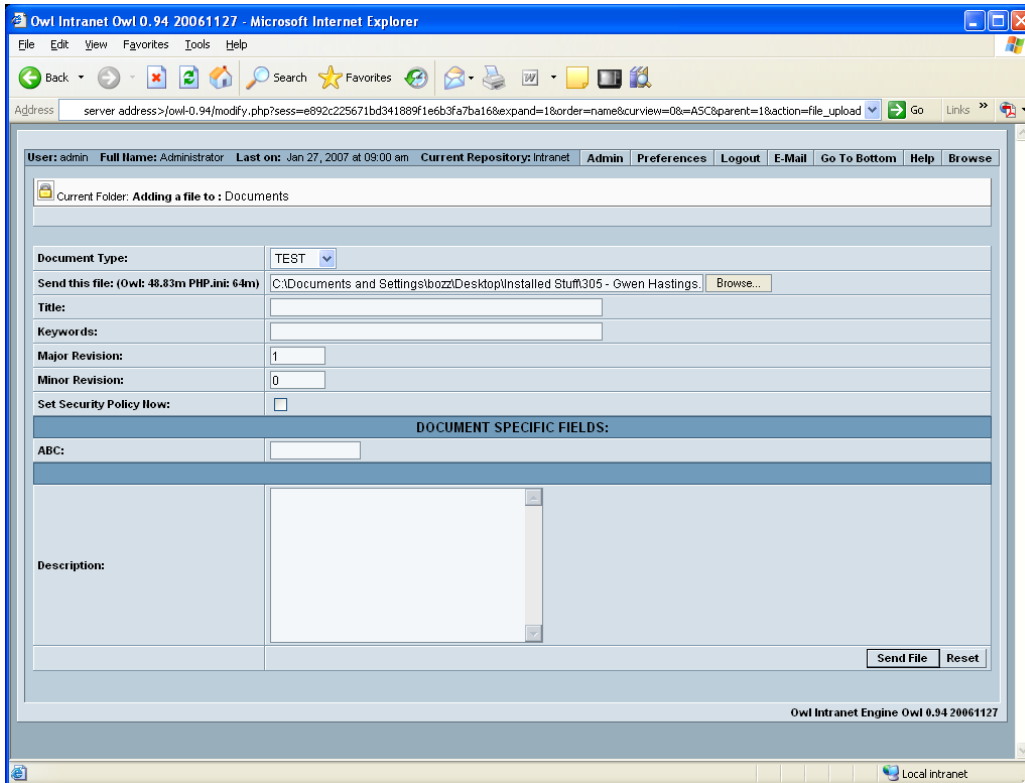 Owl Intranet Owl 0.94 20061127 - Microsoft Internet Explorer
File Edit View Favorites Tools Help
Back Search Favorites
Address server address>/owl-0.94/modify.php?sess=e892c225671bd341889f1e6b3fa7ba16&expand=1&order=name&curview=0&=ASC&parent=1&action=file_upload Go Links »
User: admin Full Name: Administrator Last on: Jan 27, 2007 at 09:00 am Current Repository: Intranet Admin Preferences Logout E-Mail Go To Bottom Help Browse
Current Folder: Adding a file to : Documents
Document Type: TEST
Send this file: (Owl: 48.83m PHP.ini: 64m) C:\Documents and Settings\bozz\Desktop\Installed Stuff\305 - Gwen Hastings. Browse...
Title:
Keywords:
Major Revision: 1
Minor Revision: 0
Set Security Policy Now:
DOCUMENT SPECIFIC FIELDS:
ABC:
Description:
Send File Reset
Owl Intranet Engine Owl 0.94 20061127
Local intranet